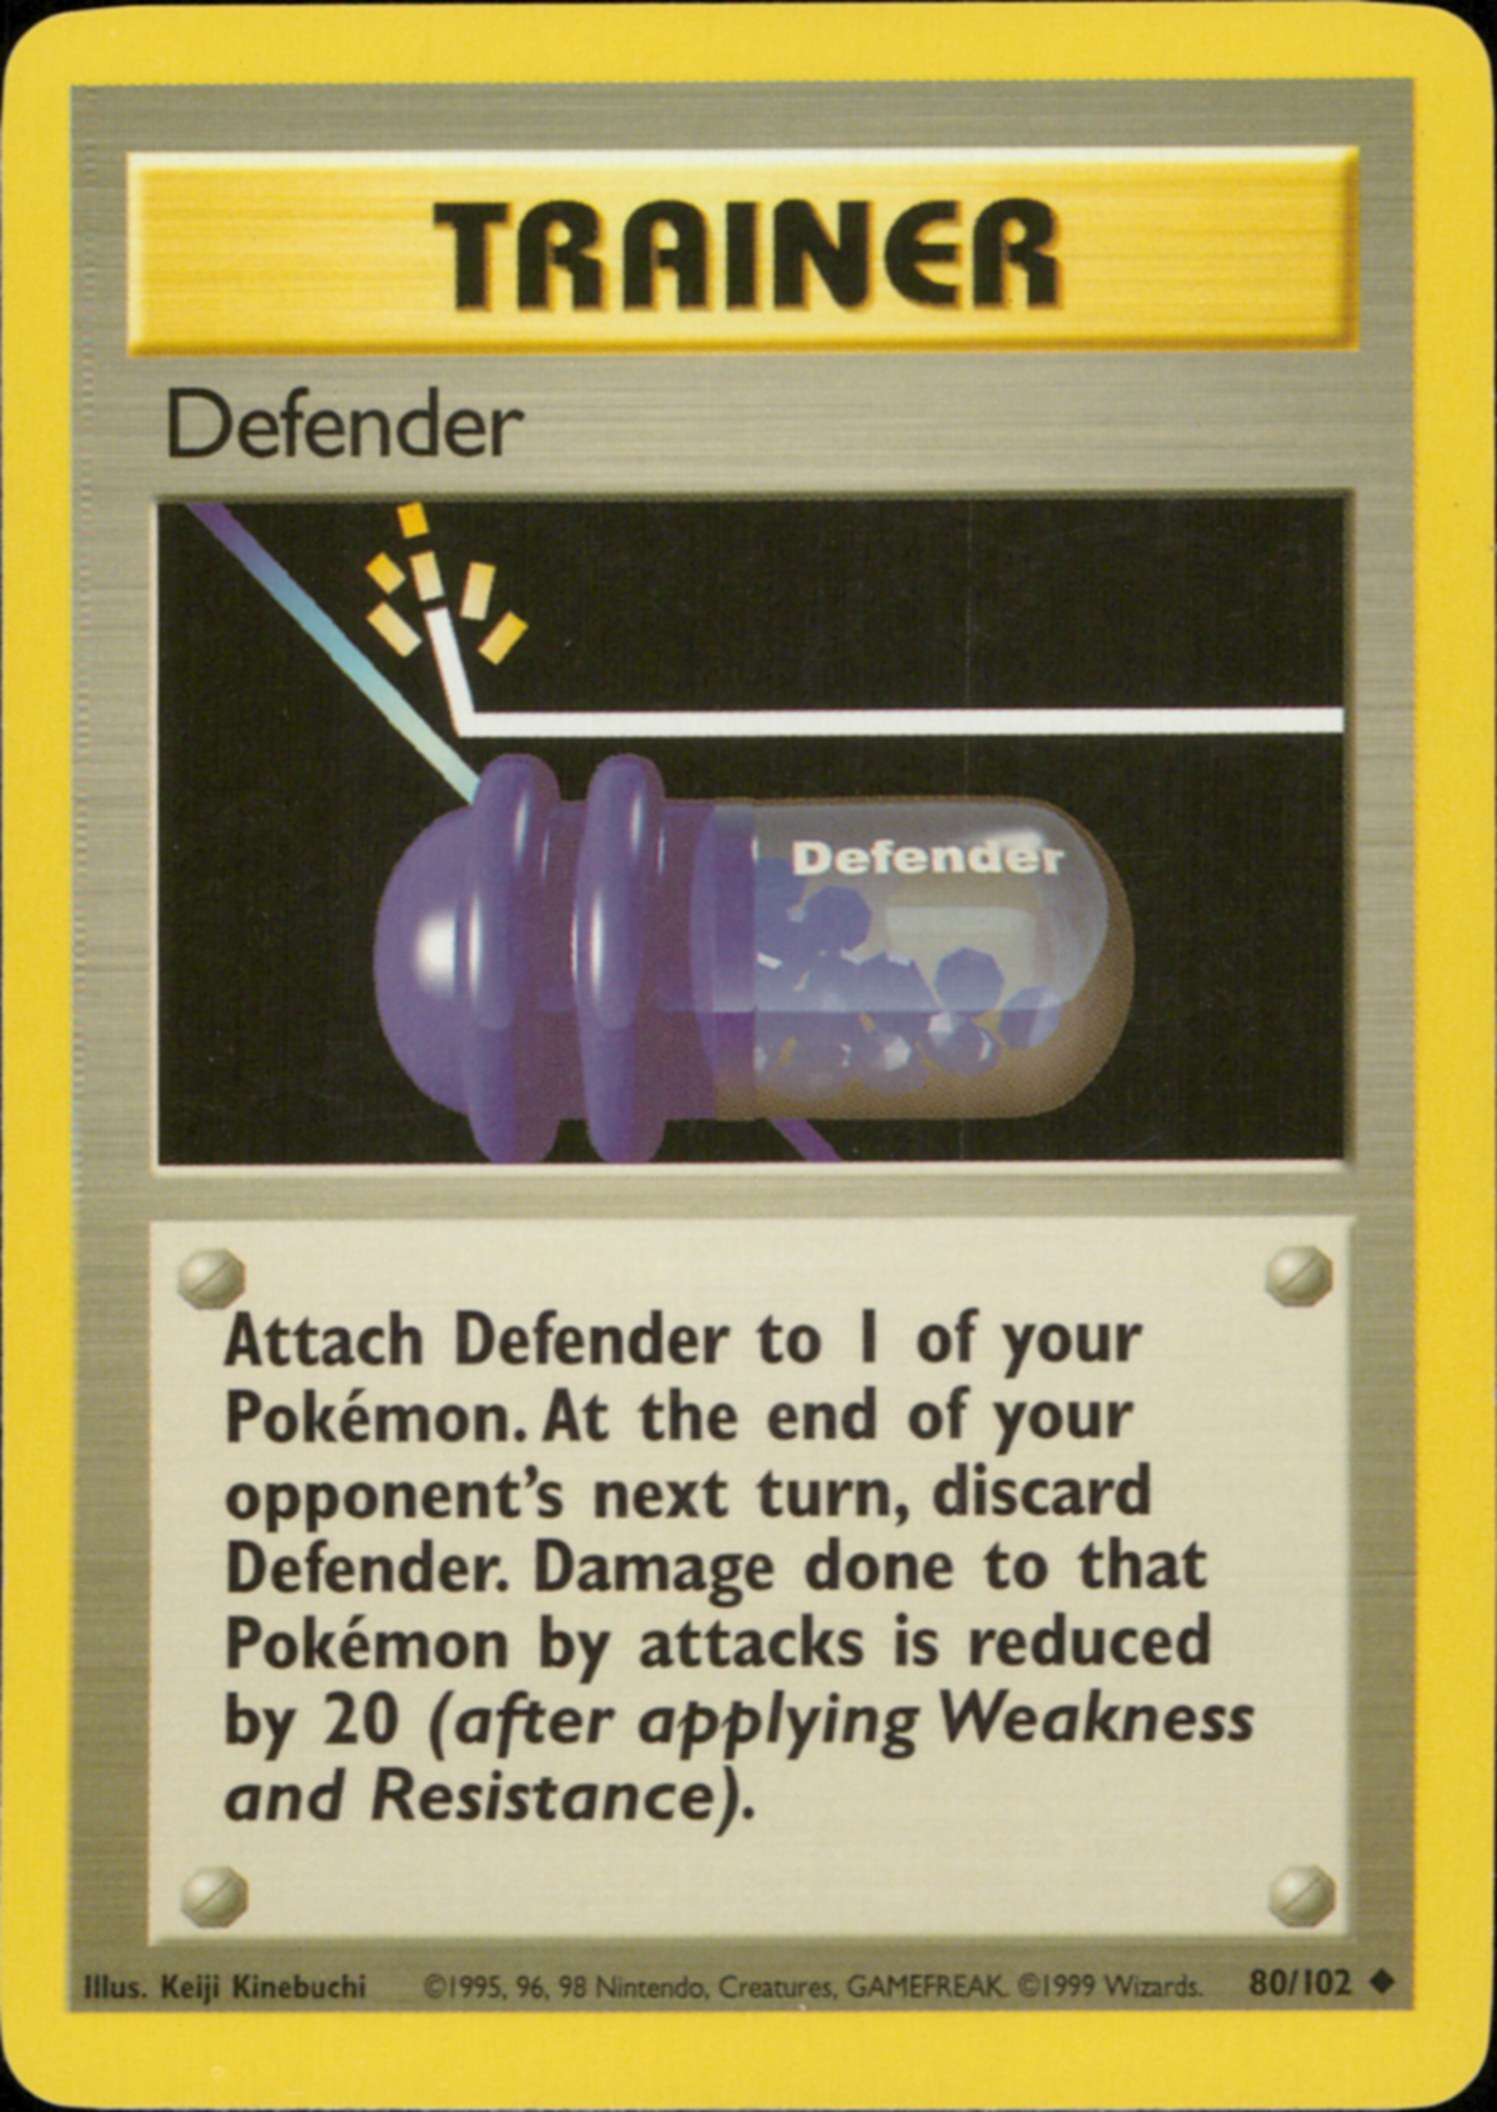 TRAINER
Defender
Defender
Attach Defender to 1 of your
Pokémon. At the end of your
opponent's next turn, discard
Defender. Damage done to that
Pokémon by attacks is reduced
by 20 (after applying Weakness
and Resistance).
Illus. Keiji Kinebuchi ©1995, 96, 98 Nintendo, Creatures, GAMEFREAK. ©1999 Wizards. 80/102 ◆